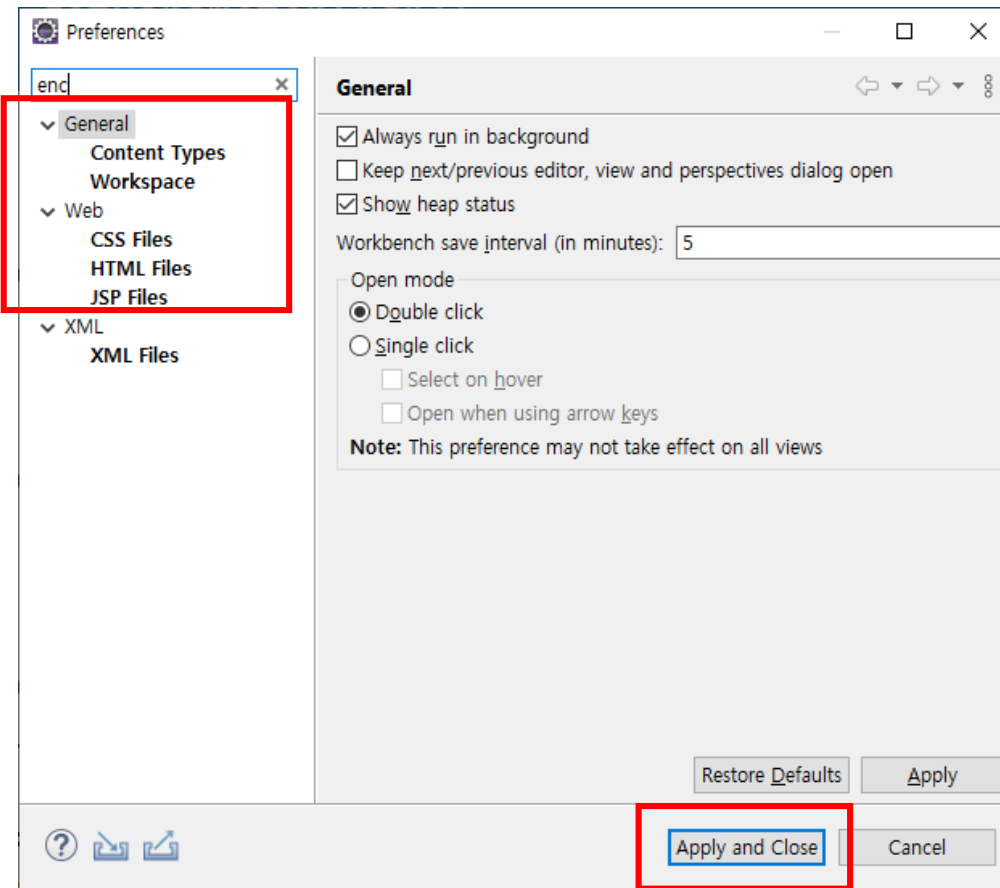 Preferences
enc
General
Content Types
Workspace
Web
CSS Files
HTML Files
JSP Files
XML
XML Files
General
Always run in background
Keep next/previous editor, view and perspectives dialog open
Show heap status
Workbench save interval (in minutes): 5
Open mode
Double click
Single click
Select on hover
Open when using arrow keys
Note: This preference may not take effect on all views
Restore Defaults Apply
Apply and Close Cancel